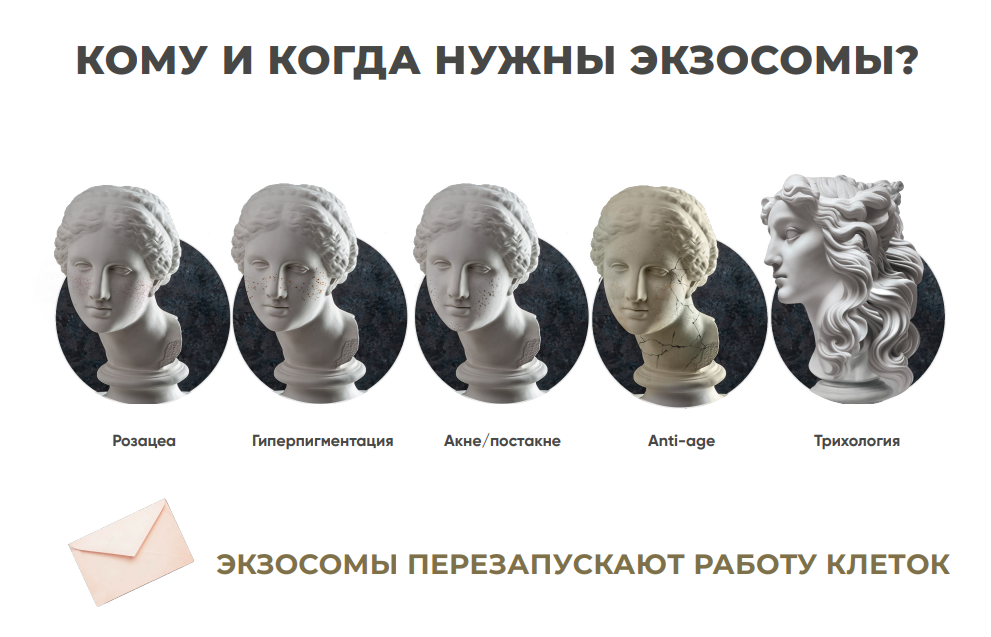 КОМУ И КОГДА НУЖНЫ ЭКЗОСОМЫ?
Розацеа
Гиперпигментация
Акне/постакне
Anti-age
Трихология
ЭКЗОСОМЫ ПЕРЕЗАПУСКАЮТ РАБОТУ КЛЕТОК